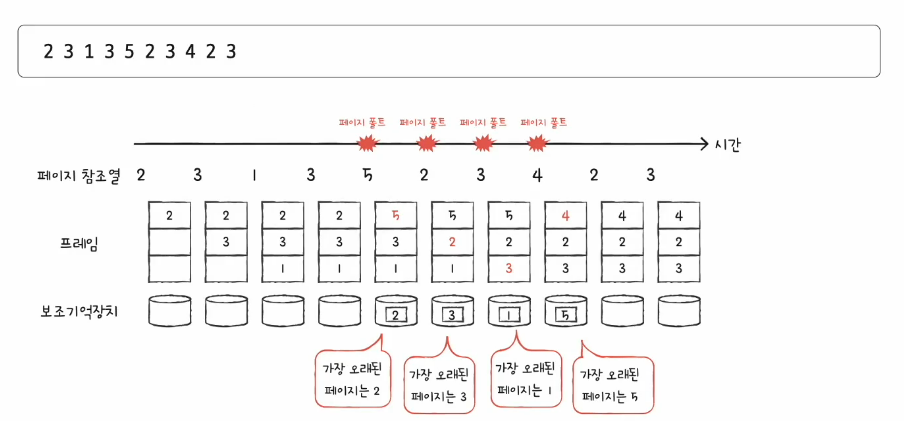 2 3 1 3 5 2 3 4 2 3
페이지 폴트 페이지 폴트 페이지 폴트 페이지 폴트
시간
페이지 참조열 2 3 1 3 5 2 3 4 2 3
2 2 2 2 5 5 5 4 4 4
프레임 3 3 3 3 2 2 2 2 2
1 1 1 1 3 3 3 3
보조기억장치 2 3 1 5
가장 오래된
페이지는 2
가장 오래된
페이지는 3
가장 오래된
페이지는 1
가장 오래된
페이지는 5